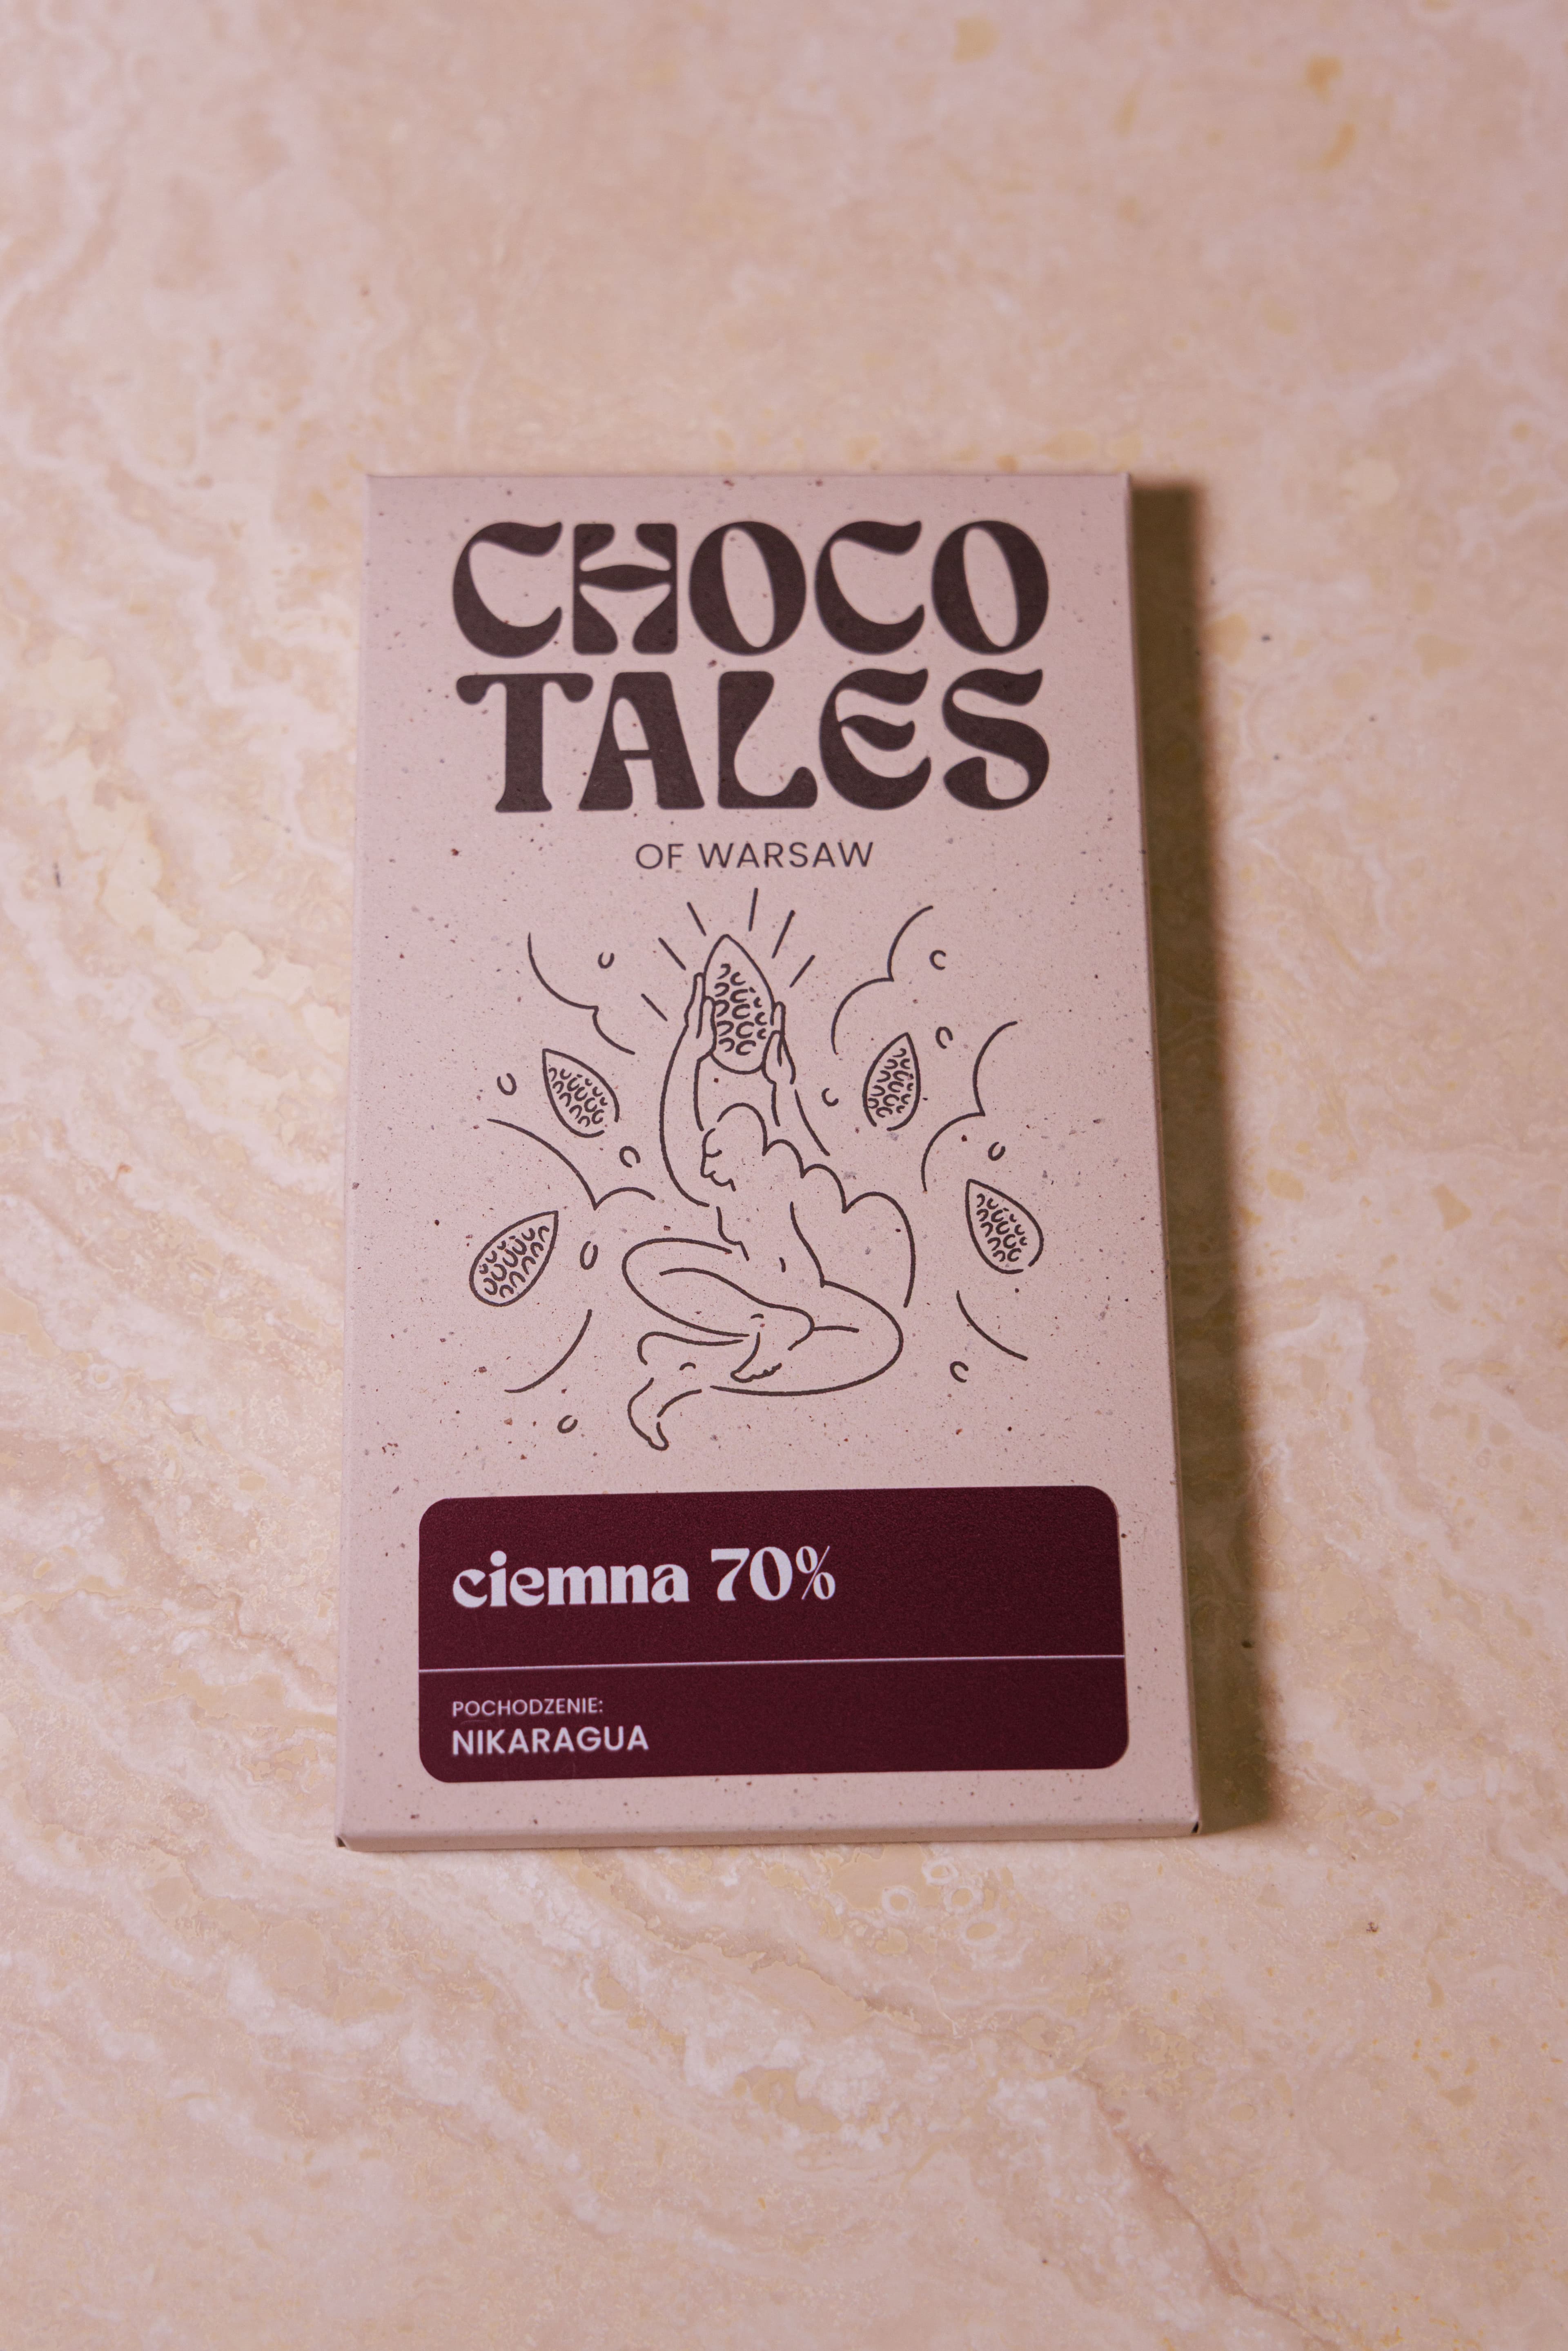 CHOCO
TALES
OF WARSAW
ciemna 70%
POCHODZENIE:
NIKARAGUA